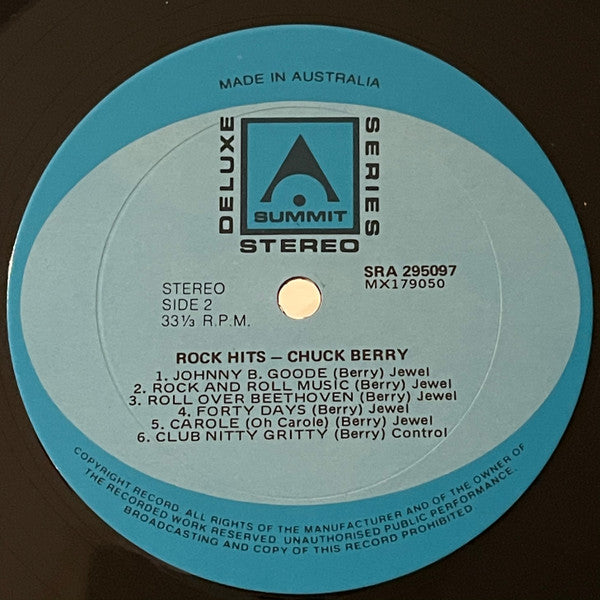 MADE IN AUSTRALIA
DELUXE
SERIES
SUMMIT
STEREO
SRA 295097
MX179050
STEREO
SIDE 2
33⅓ R.P.M.
ROCK HITS – CHUCK BERRY
1. JOHNNY B. GOODE (Berry) Jewel
2. ROCK AND ROLL MUSIC (Berry) Jewel
3. ROLL OVER BEETHOVEN (Berry) Jewel
4. FORTY DAYS (Berry) Jewel
5. CAROLE (Oh Carole) (Berry) Jewel
6. CLUB NITTY GRITTY (Berry) Control
COPYRIGHT RECORD. ALL RIGHTS OF THE MANUFACTURER AND OF THE OWNER OF
THE RECORDED WORK RESERVED. UNAUTHORISED PUBLIC PERFORMANCE,
BROADCASTING AND COPY OF THIS RECORD PROHIBITED